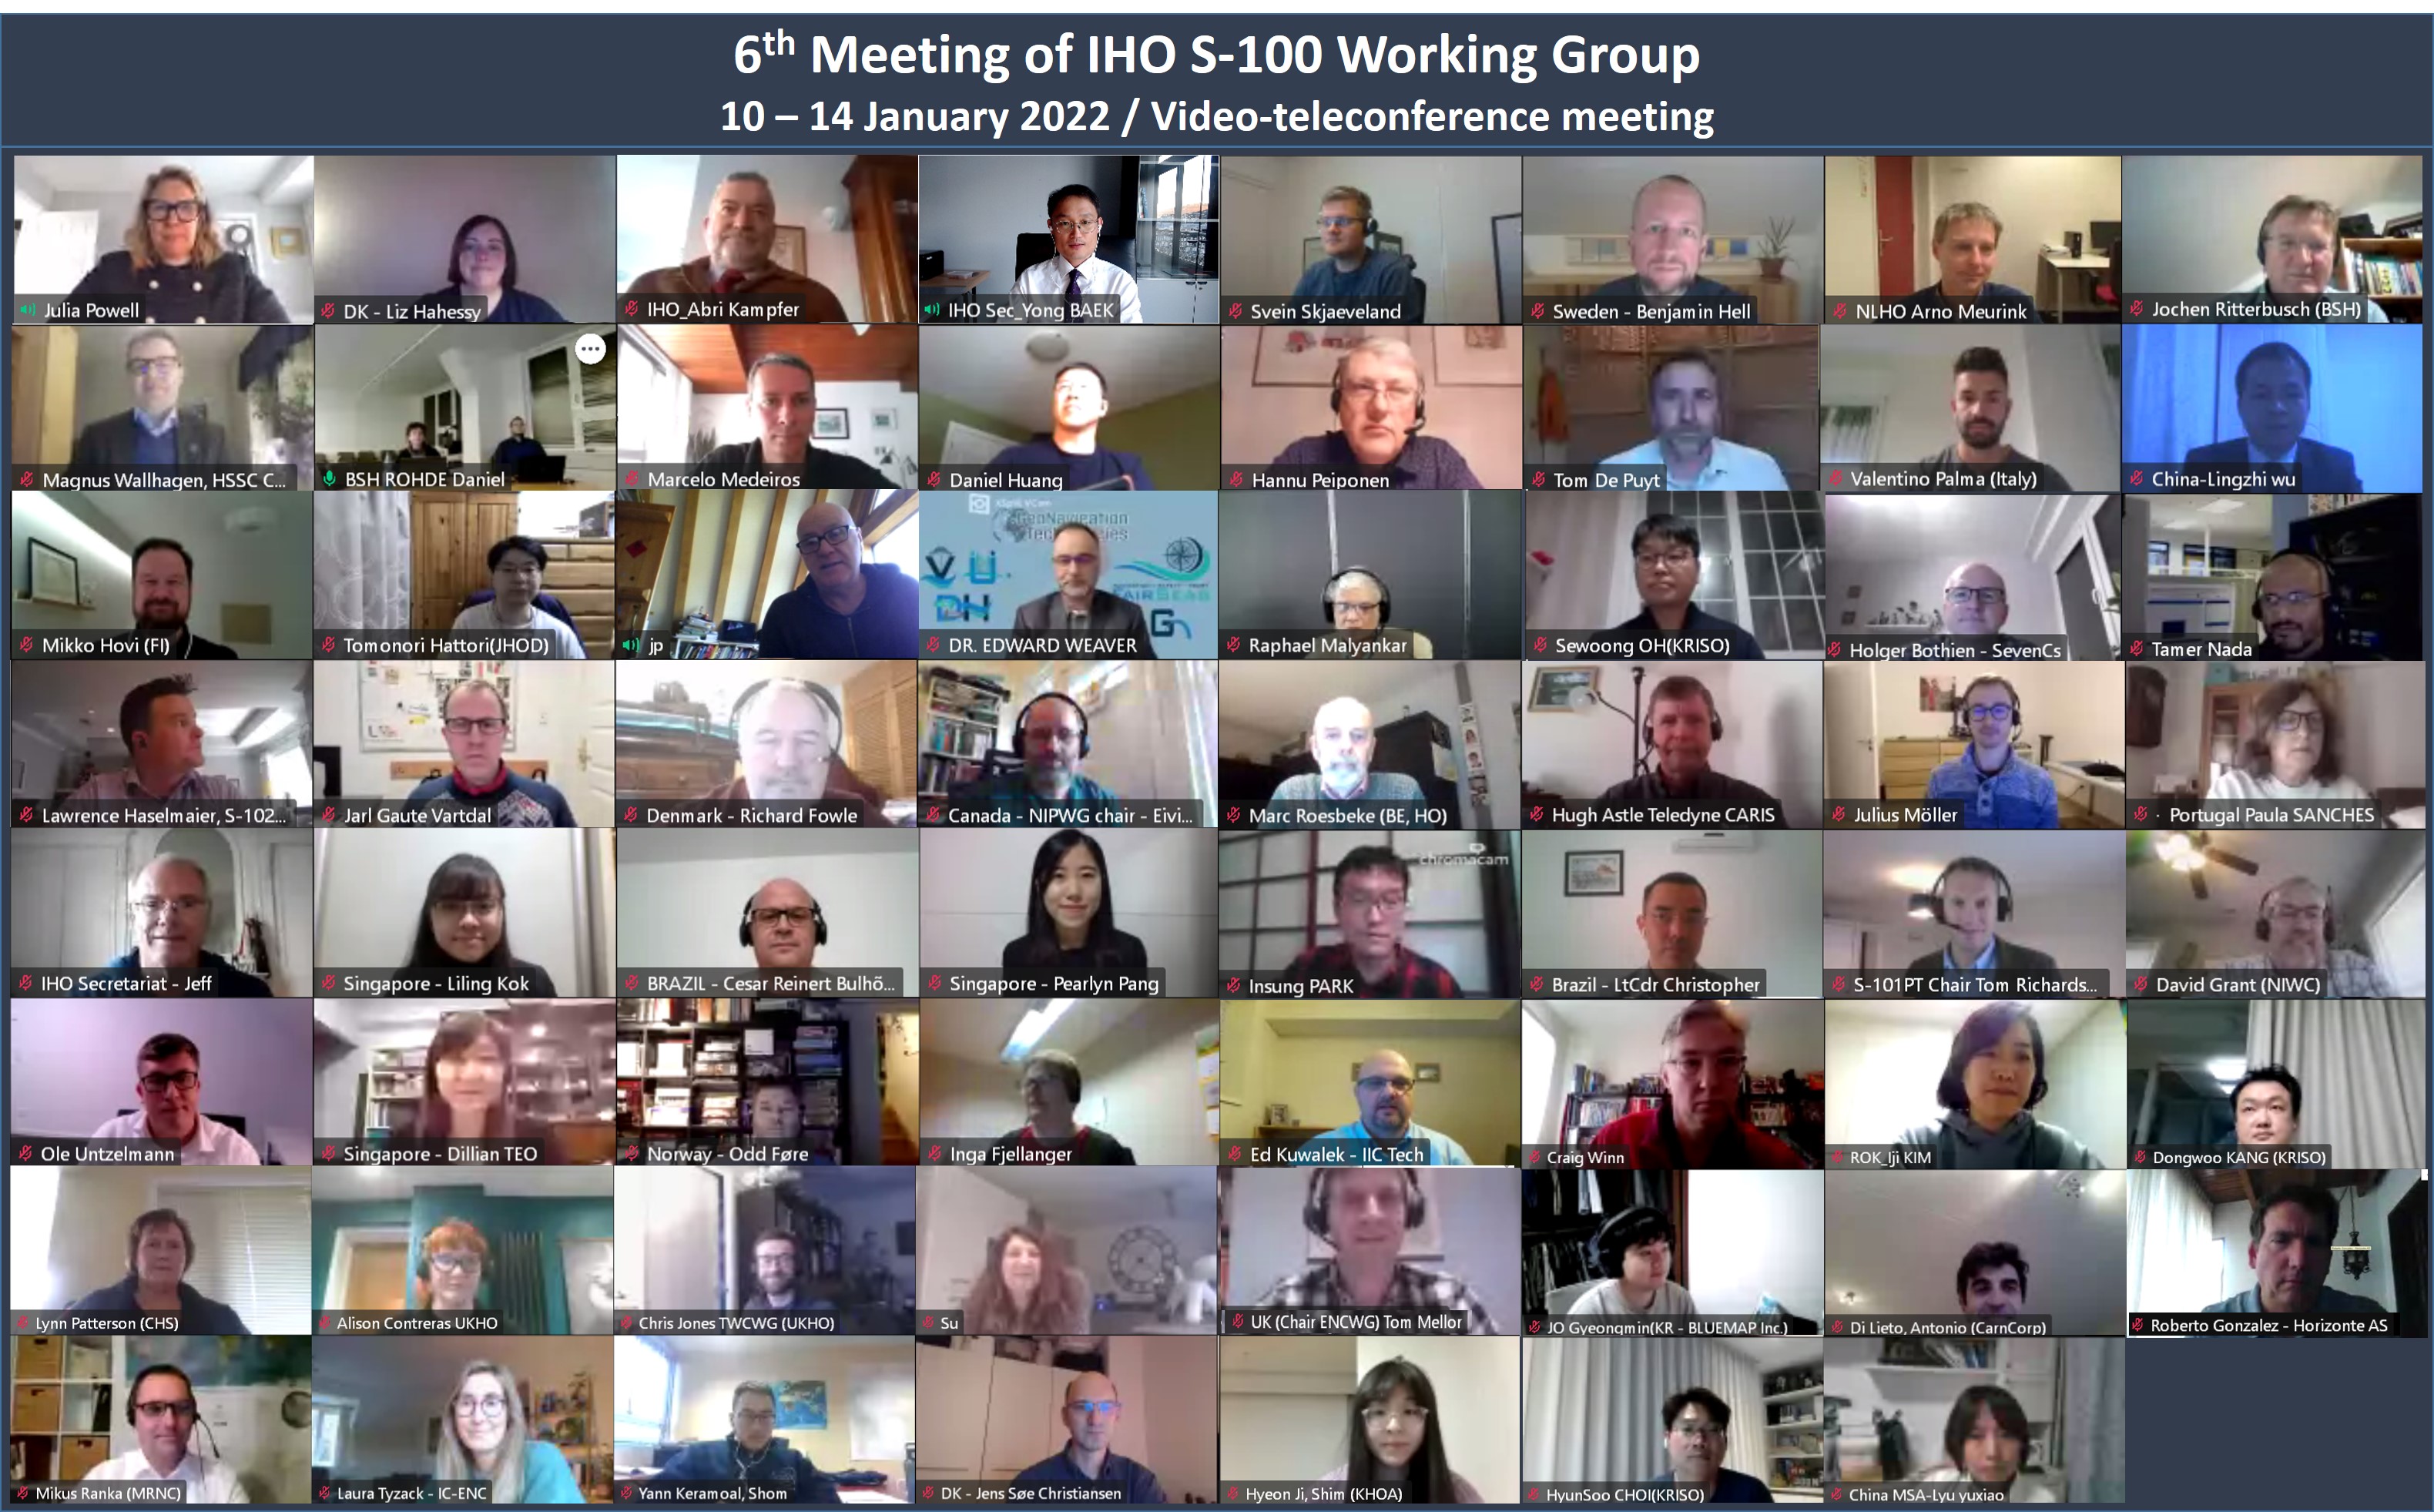 6th Meeting of IHO S-100 Working Group
10 – 14 January 2022 / Video-teleconference meeting
Julia Powell
DK - Liz Hahessy
IHO_Abri Kampfer
IHO Sec_Yong BAEK
Svein Skjaeveland
Sweden - Benjamin Hell
NLHO Arno Meurink
Jochen Ritterbusch (BSH)
Magnus Wallhagen, HSSC C...
BSH ROHDE Daniel
Marcelo Medeiros
Daniel Huang
Hannu Peiponen
Tom De Puyt
Valentino Palma (Italy)
China-Lingzhi wu
Mikko Hovi (FI)
Tomonori Hattori(JHOD)
jp
XSplit VCam
GeoNavigation
Technologies
FAIRSEAS
DR. EDWARD WEAVER
Raphael Malyankar
Sewoong OH(KRISO)
Holger Bothien - SevenCs
Tamer Nada
Lawrence Haselmaier, S-102...
Jarl Gaute Vartdal
Denmark - Richard Fowle
Canada - NIPWG chair - Eivi...
Marc Roesbeke (BE, HO)
Hugh Astle Teledyne CARIS
Julius Möller
· Portugal Paula SANCHES
IHO Secretariat - Jeff
Singapore - Liling Kok
BRAZIL - Cesar Reinert Bulhõ...
Singapore - Pearlyn Pang
chromacam
Insung PARK
Brazil - LtCdr Christopher
S-101PT Chair Tom Richards...
David Grant (NIWC)
Ole Untzelmann
Singapore - Dillian TEO
Norway - Odd Føre
Inga Fjellanger
Ed Kuwalek - IIC Tech
Craig Winn
ROK_Iji KIM
Dongwoo KANG (KRISO)
Lynn Patterson (CHS)
Alison Contreras UKHO
Chris Jones TWCWG (UKHO)
Su
UK (Chair ENCWG) Tom Mellor
JO Gyeongmin(KR - BLUEMAP Inc.)
Di Lieto, Antonio (CarnCorp)
Roberto Gonzalez - Horizonte AS
Mikus Ranka (MRNC)
Laura Tyzack - IC-ENC
Yann Keramoal, Shom
DK - Jens Søe Christiansen
Hyeon Ji, Shim (KHOA)
HyunSoo CHOI(KRISO)
China MSA-Lyu yuxiao